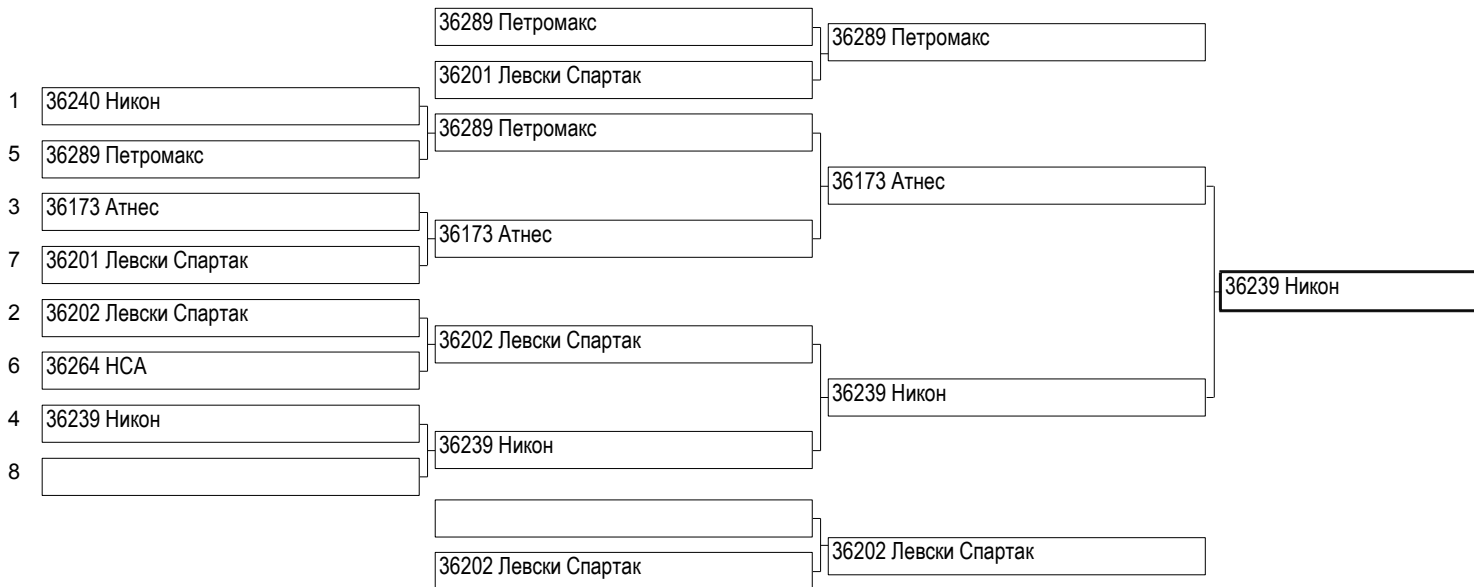 36289 Петромакс
36289 Петромакс
36201 Левски Спартак
1 36240 Никон
36289 Петромакс
5 36289 Петромакс
36173 Атнес
3 36173 Атнес
36173 Атнес
7 36201 Левски Спартак
36239 Никон
2 36202 Левски Спартак
36202 Левски Спартак
6 36264 НСА
36239 Никон
4 36239 Никон
36239 Никон
8
36202 Левски Спартак
36202 Левски Спартак